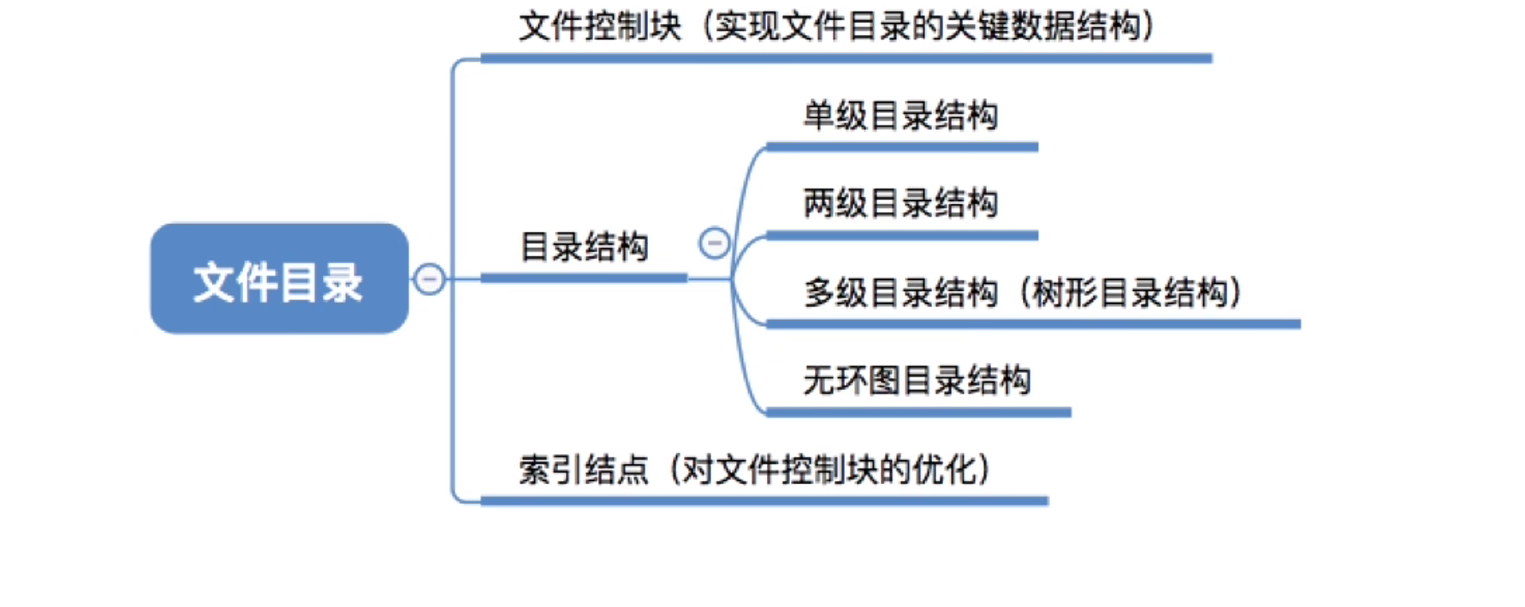 文件控制块（实现文件目录的关键数据结构）
单级目录结构
两级目录结构
目录结构
文件目录
多级目录结构（树形目录结构）
无环图目录结构
索引结点（对文件控制块的优化）